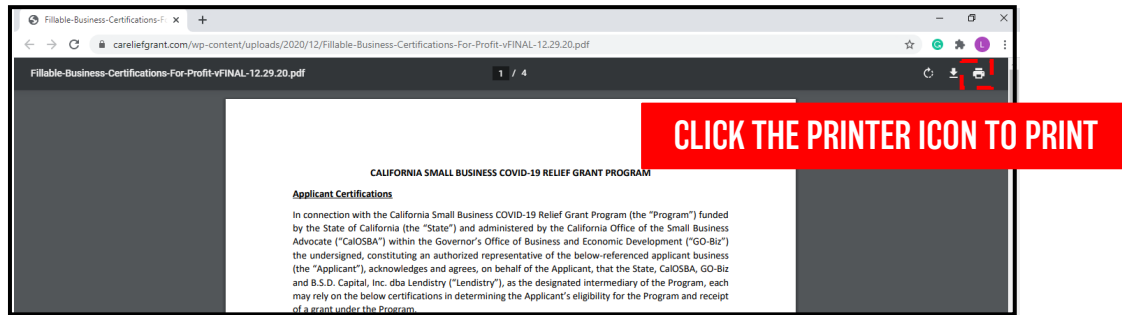 Fillable-Business-Certifications-F
careliefgrant.com/wp-content/uploads/2020/12/Fillable-Business-Certifications-For-Profit-vFINAL-12.29.20.pdf
L
Fillable-Business-Certifications-For-Profit-vFINAL-12.29.20.pdf
1 / 4
CLICK THE PRINTER ICON TO PRINT
CALIFORNIA SMALL BUSINESS COVID-19 RELIEF GRANT PROGRAM
Applicant Certifications
In connection with the California Small Business COVID-19 Relief Grant Program (the “Program”) funded
by the State of California (the “State”) and administered by the California Office of the Small Business
Advocate (“CalOSBA”) within the Governor’s Office of Business and Economic Development (“GO-Biz”)
the undersigned, constituting an authorized representative of the below-referenced applicant business
(the “Applicant”), acknowledges and agrees, on behalf of the Applicant, that the State, CalOSBA, GO-Biz
and B.S.D. Capital, Inc. dba Lendistry (“Lendistry”), as the designated intermediary of the Program, each
may rely on the below certifications in determining the Applicant’s eligibility for the Program and receipt
of a grant under the Program.